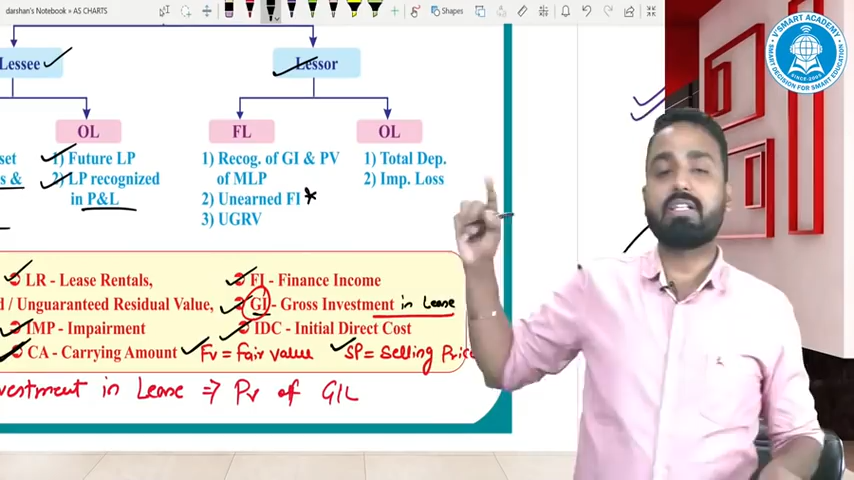 darshan's Notebook » AS CHARTS
Shapes
V'SMART ACADEMY
SINCE-2005
SMART DECISION FOR SMART EDUCATION
Lessee
Lessor
OL
FL
OL
set
s &
1) Future LP
2) LP recognized
in P&L
1) Recog. of GI & PV
of MLP
2) Unearned FI *
3) UGRV
1) Total Dep.
2) Imp. Loss
LR - Lease Rentals,
FI - Finance Income
d / Unguaranteed Residual Value,
GI - Gross Investment in Lease
IMP - Impairment
IDC - Initial Direct Cost
CA - Carrying Amount
Fv = Fair value
SP = Selling Price
vestment in Lease ⇒ Pv of GIL